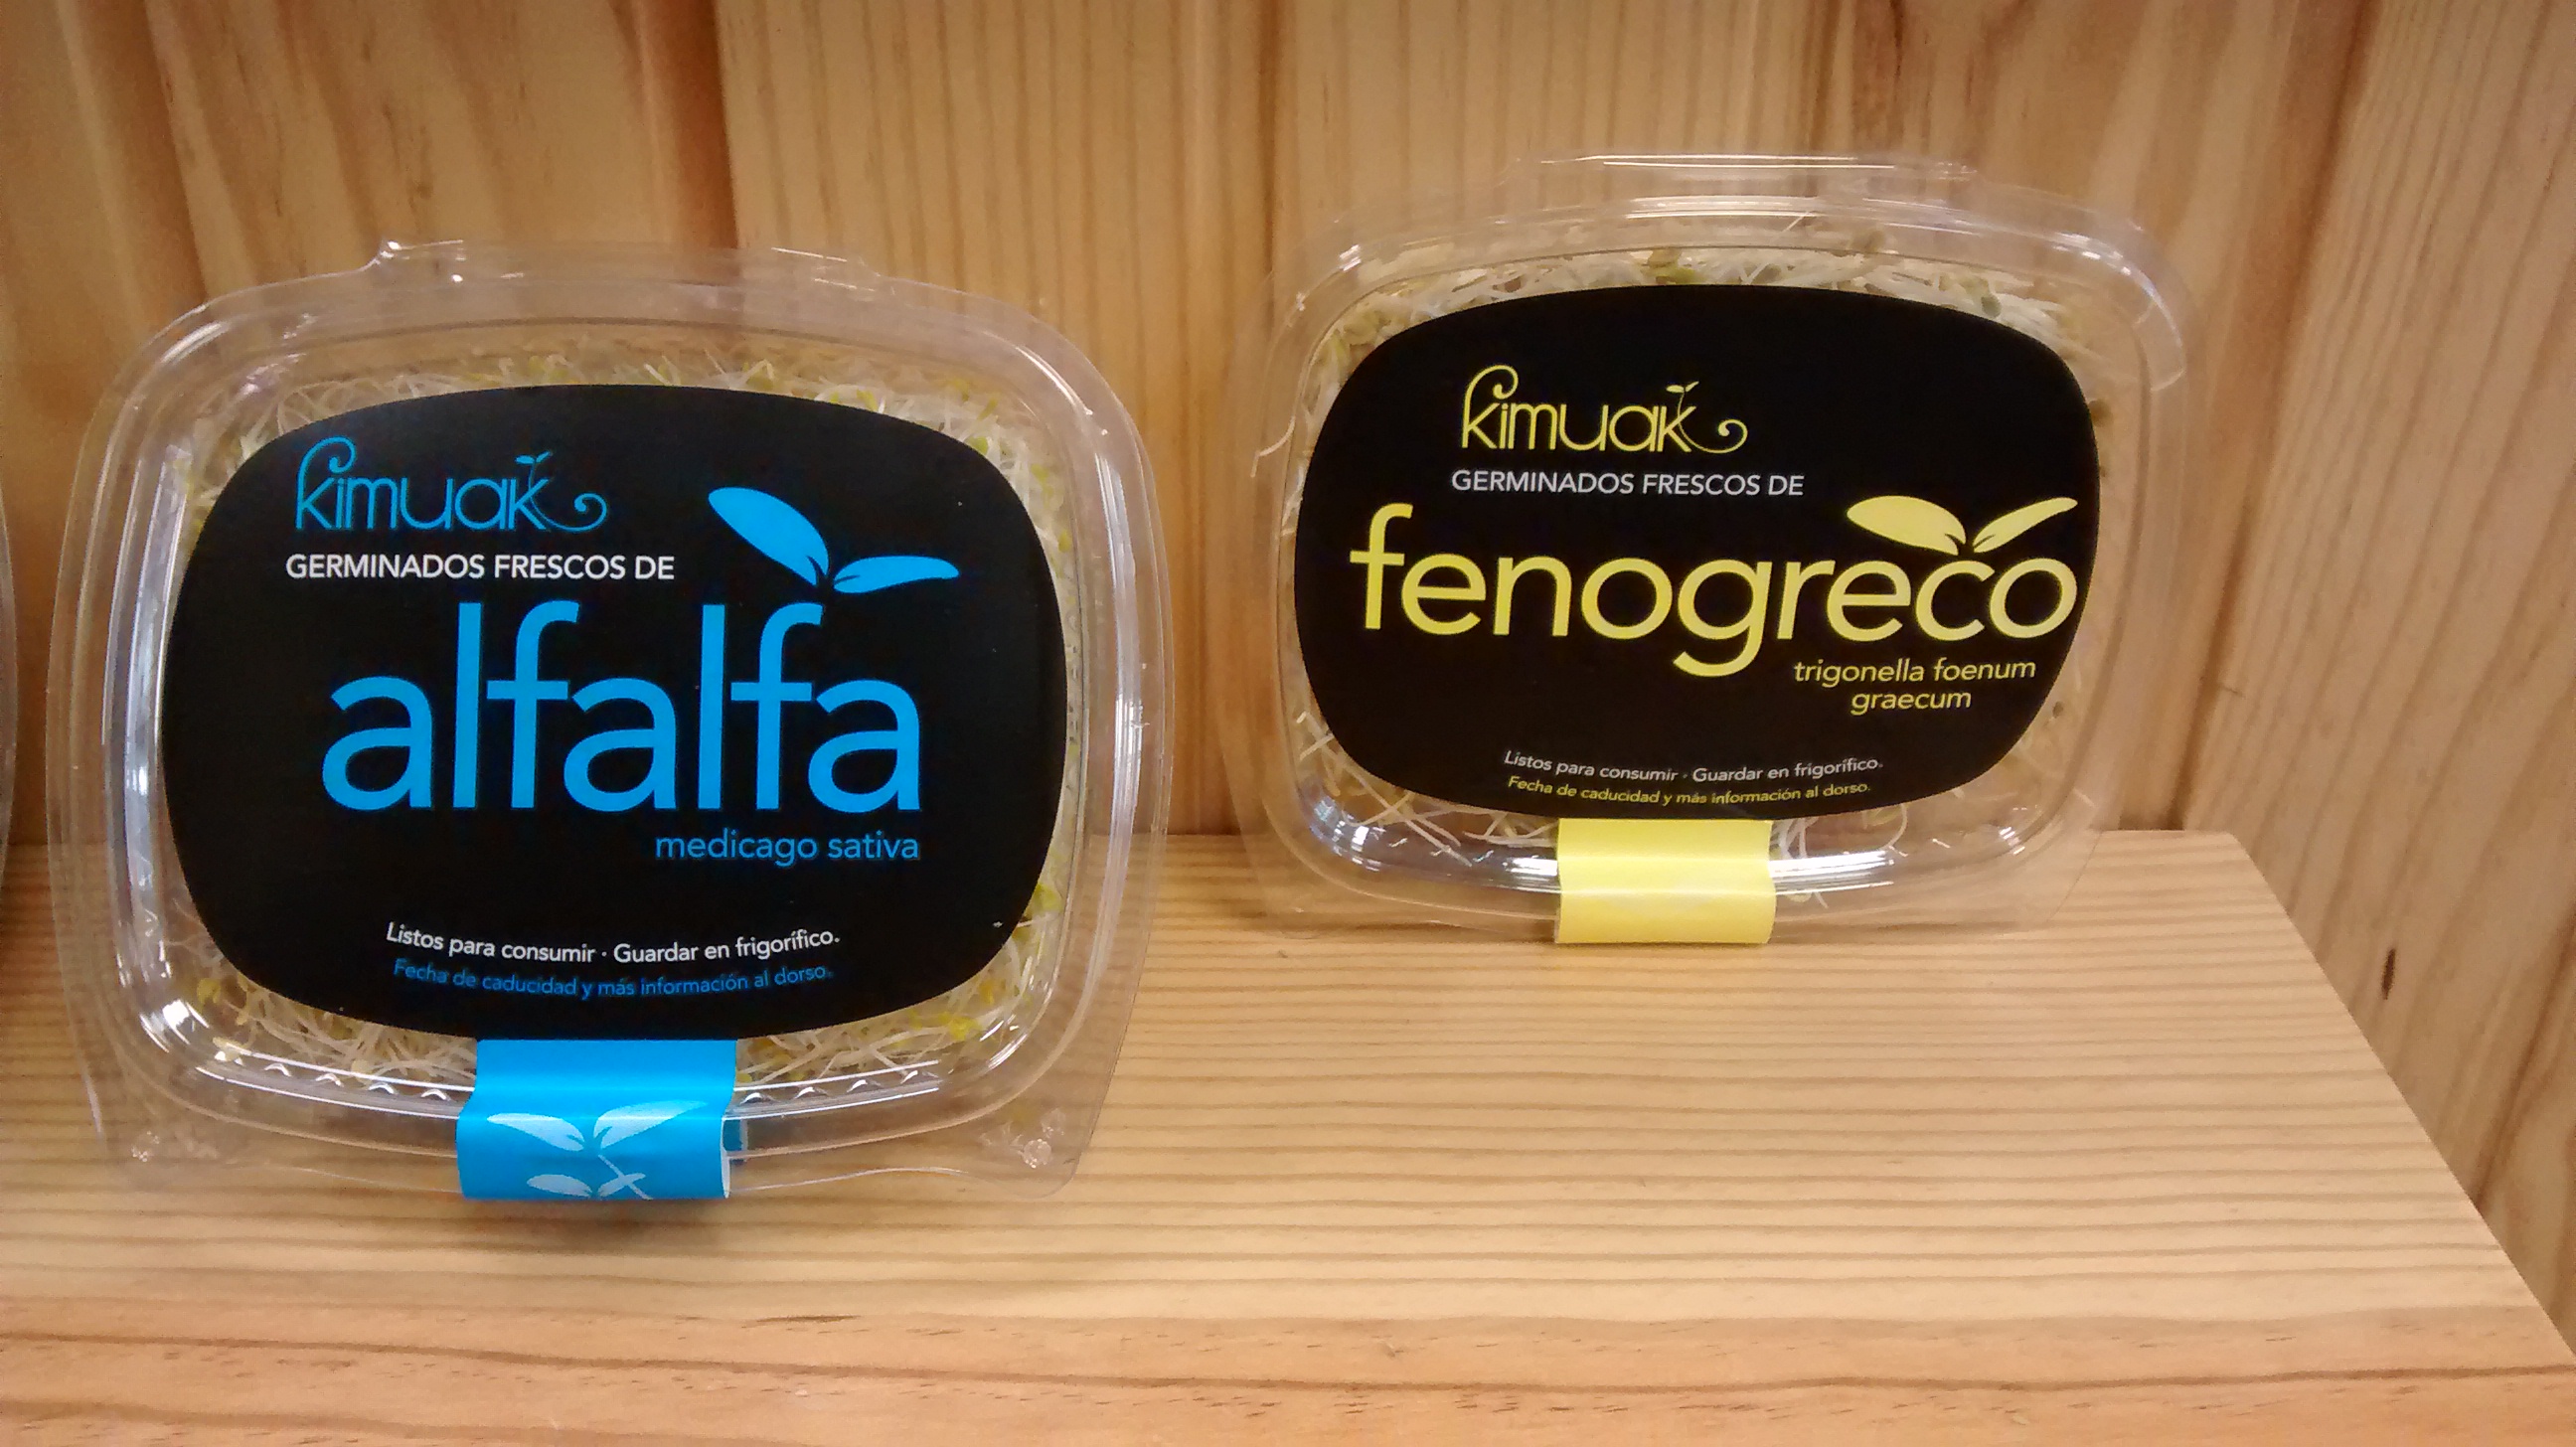 kimuak
GERMINADOS FRESCOS DE
alfalfa
medicago sativa
Listos para consumir · Guardar en frigorífico.
Fecha de caducidad y más información al dorso.
kimuak
GERMINADOS FRESCOS DE
fenogreco
trigonella foenum
graecum
Listos para consumir · Guardar en frigorífico.
Fecha de caducidad y más información al dorso.